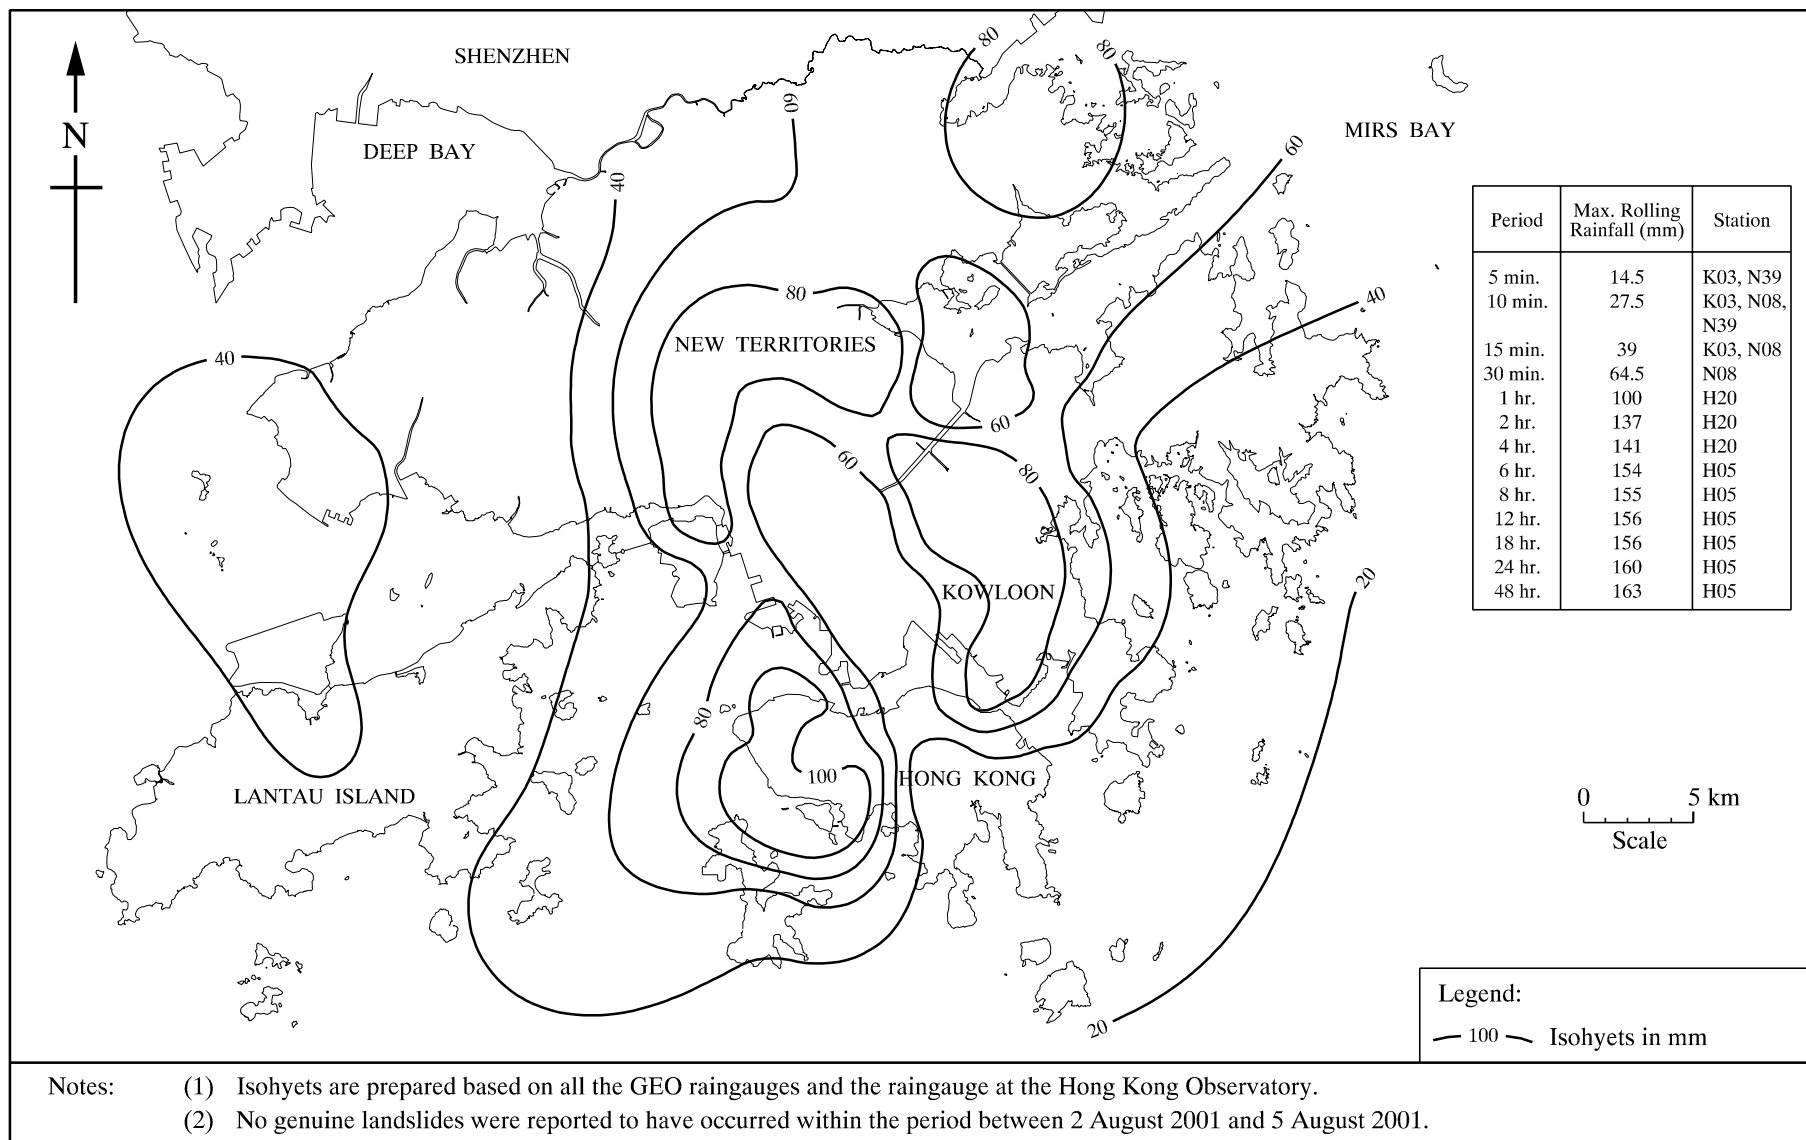 80
80
SHENZHEN
60
N
DEEP BAY
MIRS BAY
60
40
Period Max. Rolling Rainfall (mm) Station
5 min. 14.5 K03, N39
10 min. 27.5 K03, N08,
N39
15 min. 39 K03, N08
30 min. 64.5 N08
1 hr. 100 H20
2 hr. 137 H20
4 hr. 141 H20
6 hr. 154 H05
8 hr. 155 H05
12 hr. 156 H05
18 hr. 156 H05
24 hr. 160 H05
48 hr. 163 H05
80
40
NEW TERRITORIES
40
60
60
80
20
KOWLOON
80
100
HONG KONG
LANTAU ISLAND
0 5 km
Scale
20
Legend:
100 Isohyets in mm
Notes: (1) Isohyets are prepared based on all the GEO raingauges and the raingauge at the Hong Kong Observatory.
(2) No genuine landslides were reported to have occurred within the period between 2 August 2001 and 5 August 2001.